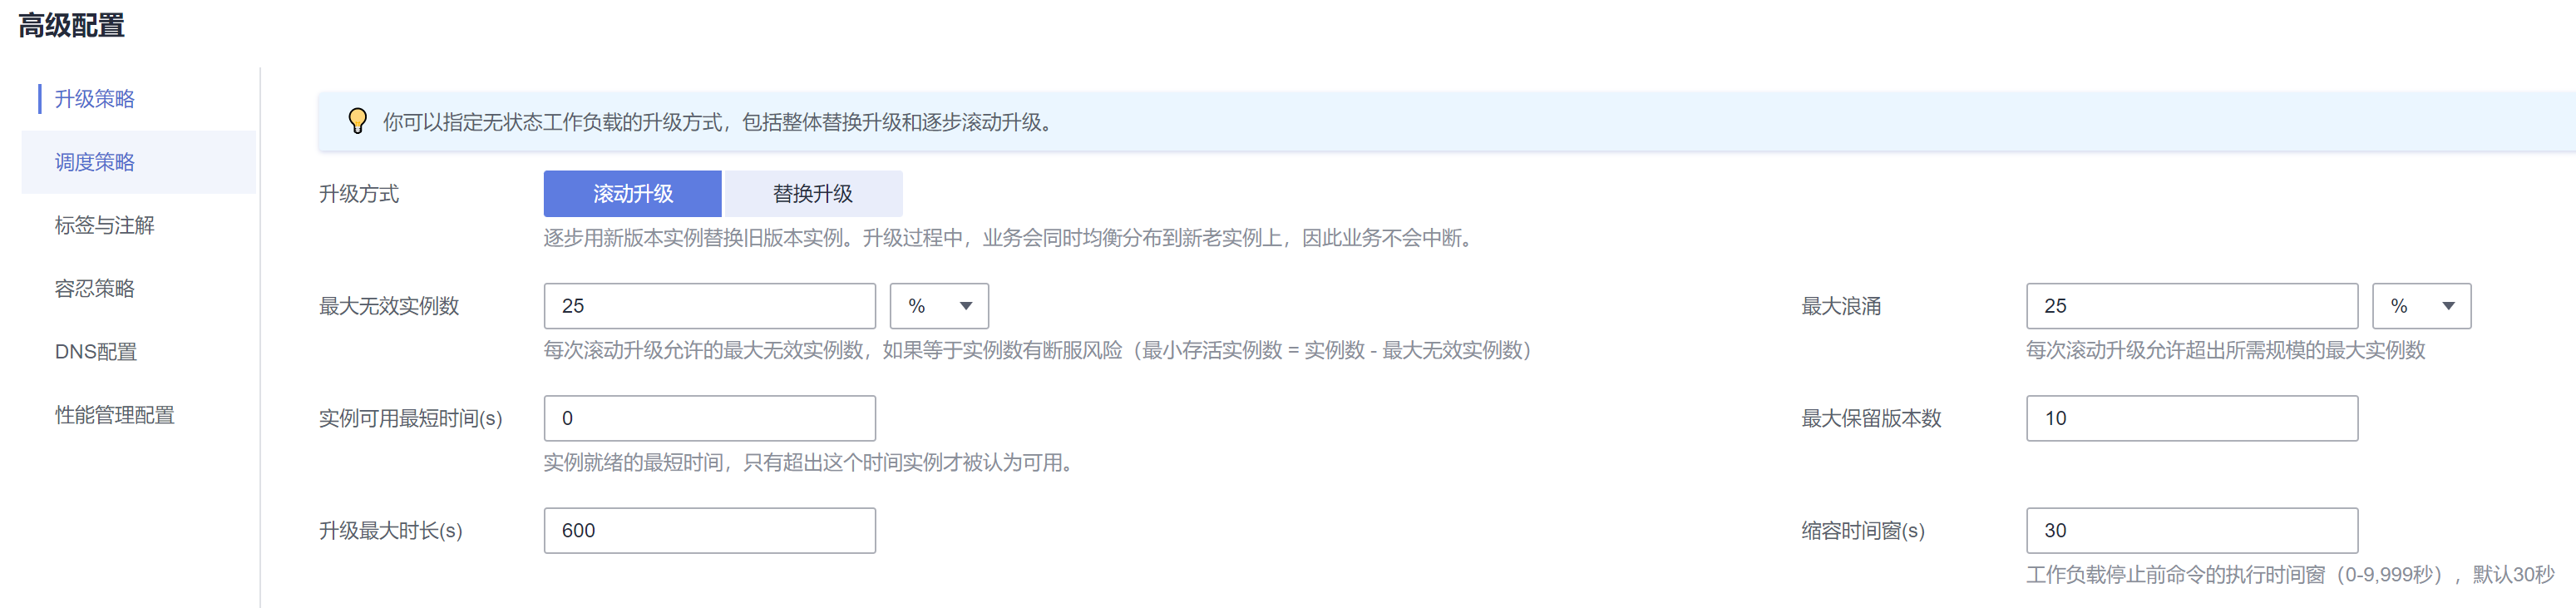 高级配置
升级策略
调度策略
标签与注解
容忍策略
DNS配置
性能管理配置
你可以指定无状态工作负载的升级方式，包括整体替换升级和逐步滚动升级。
升级方式 滚动升级 替换升级
逐步用新版本实例替换旧版本实例。升级过程中，业务会同时均衡分布到新老实例上，因此业务不会中断。
最大无效实例数 25 % 最大浪涌 25 %
每次滚动升级允许的最大无效实例数，如果等于实例数有断服风险（最小存活实例数 = 实例数 - 最大无效实例数） 每次滚动升级允许超出所需规模的最大实例数
实例可用最短时间(s) 0 最大保留版本数 10
实例就绪的最短时间，只有超出这个时间实例才被认为可用。
升级最大时长(s) 600 缩容时间窗(s) 30
工作负载停止前命令的执行时间窗（0-9,999秒），默认30秒